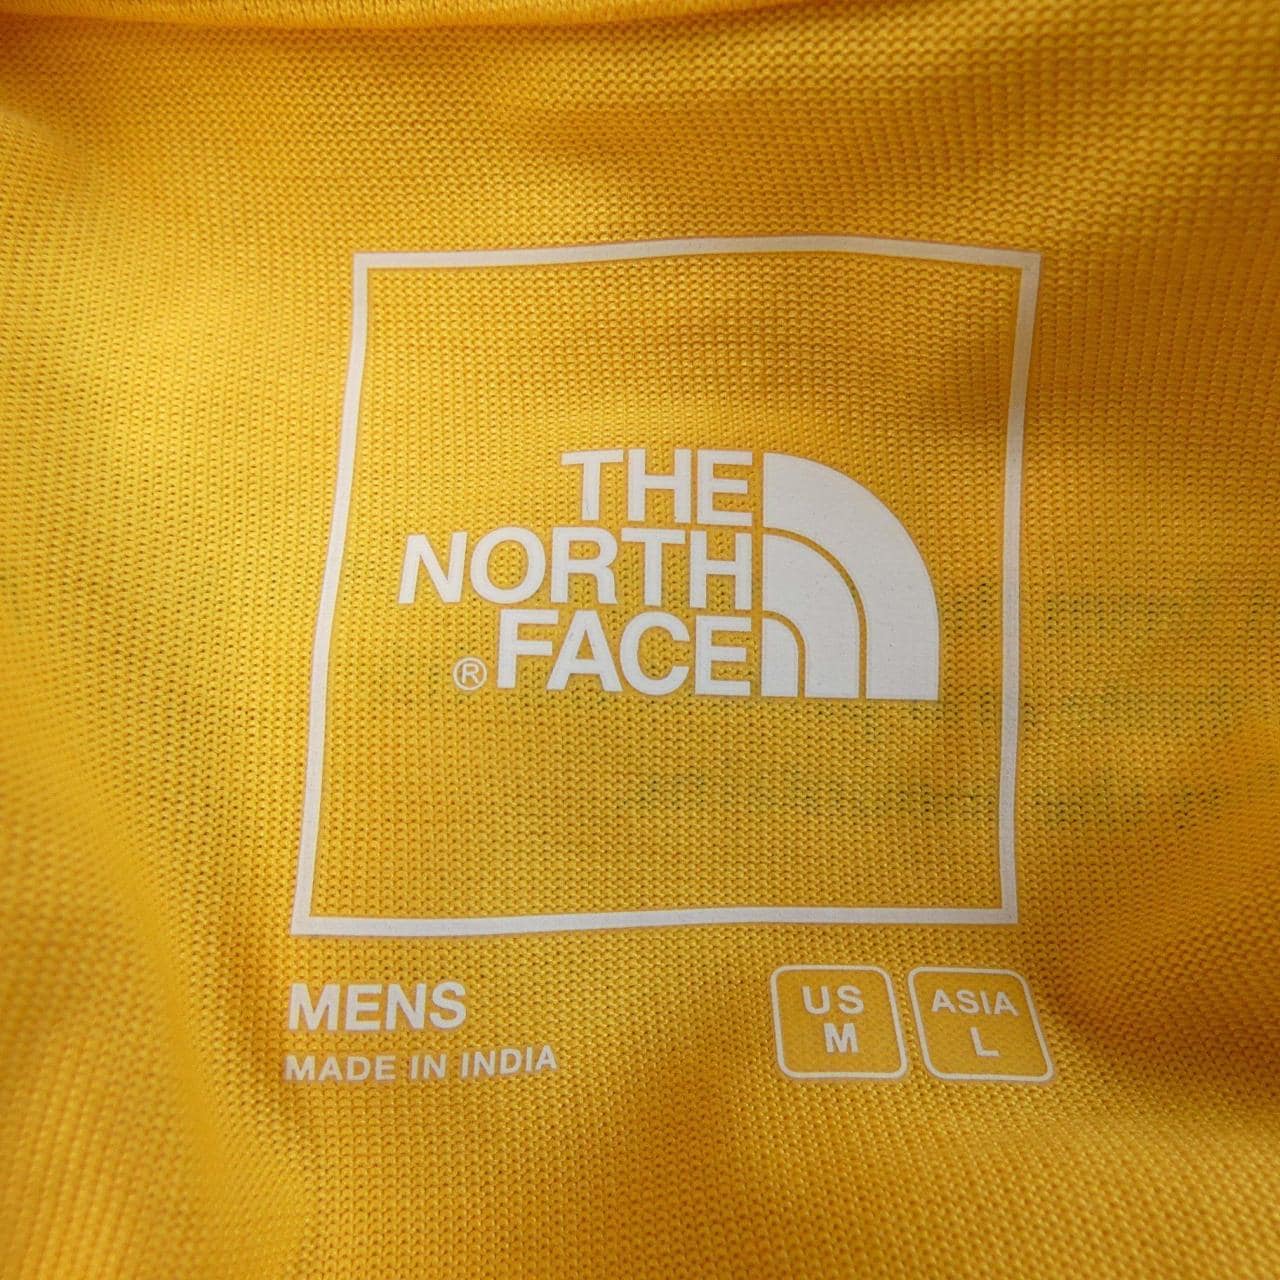 THE
NORTH
®FACE
MENS
MADE IN INDIA
US
M
ASIA
L